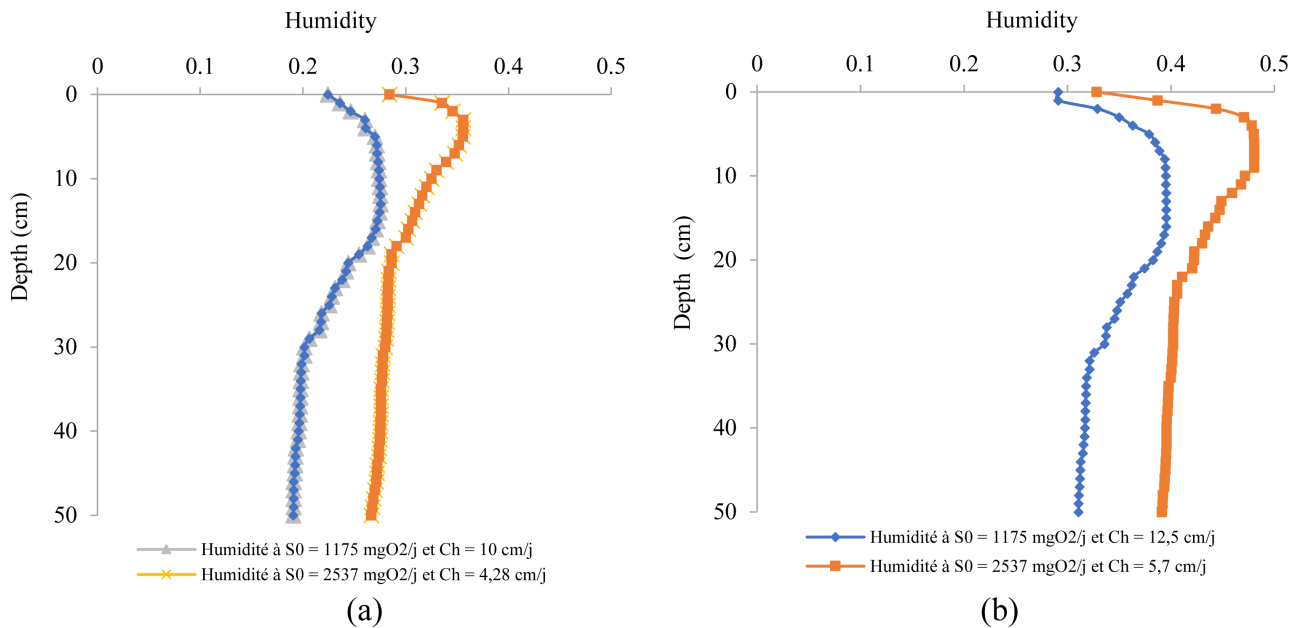 Humidity
0 0.1 0.2 0.3 0.4 0.5
0
10
20
30
40
50
Depth (cm)
Humidité à S0 = 1175 mgO2/j et Ch = 10 cm/j
Humidité à S0 = 2537 mgO2/j et Ch = 4,28 cm/j
(a)
Humidity
0 0.1 0.2 0.3 0.4 0.5
0
10
20
30
40
50
Depth (cm)
Humidité à S0 = 1175 mgO2/j et Ch = 12,5 cm/j
Humidité à S0 = 2537 mgO2/j et Ch = 5,7 cm/j
(b)